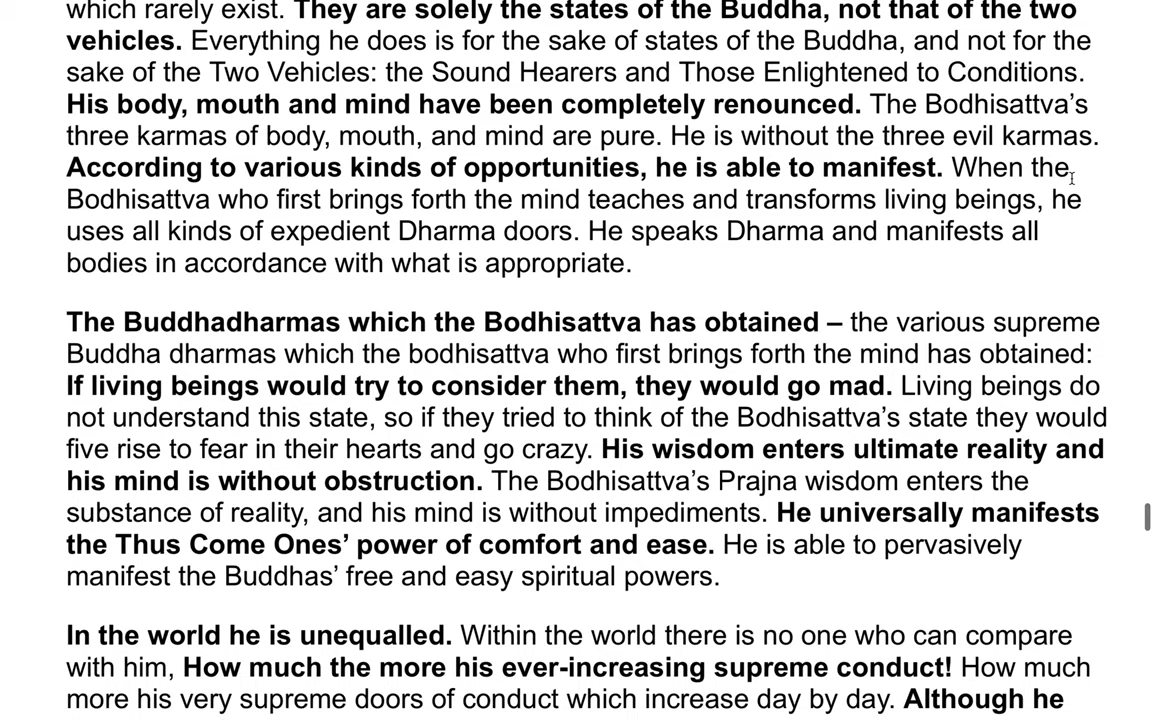 which rarely exist. They are solely the states of the Buddha, not that of the two
vehicles. Everything he does is for the sake of states of the Buddha, and not for the
sake of the Two Vehicles: the Sound Hearers and Those Enlightened to Conditions.
His body, mouth and mind have been completely renounced. The Bodhisattva’s
three karmas of body, mouth, and mind are pure. He is without the three evil karmas.
According to various kinds of opportunities, he is able to manifest. When the
Bodhisattva who first brings forth the mind teaches and transforms living beings, he
uses all kinds of expedient Dharma doors. He speaks Dharma and manifests all
bodies in accordance with what is appropriate.
The Buddhadharmas which the Bodhisattva has obtained – the various supreme
Buddha dharmas which the bodhisattva who first brings forth the mind has obtained:
If living beings would try to consider them, they would go mad. Living beings do
not understand this state, so if they tried to think of the Bodhisattva’s state they would
five rise to fear in their hearts and go crazy. His wisdom enters ultimate reality and
his mind is without obstruction. The Bodhisattva’s Prajna wisdom enters the
substance of reality, and his mind is without impediments. He universally manifests
the Thus Come Ones’ power of comfort and ease. He is able to pervasively
manifest the Buddhas’ free and easy spiritual powers.
In the world he is unequalled. Within the world there is no one who can compare
with him, How much the more his ever-increasing supreme conduct! How much
more his very supreme doors of conduct which increase day by day. Although he